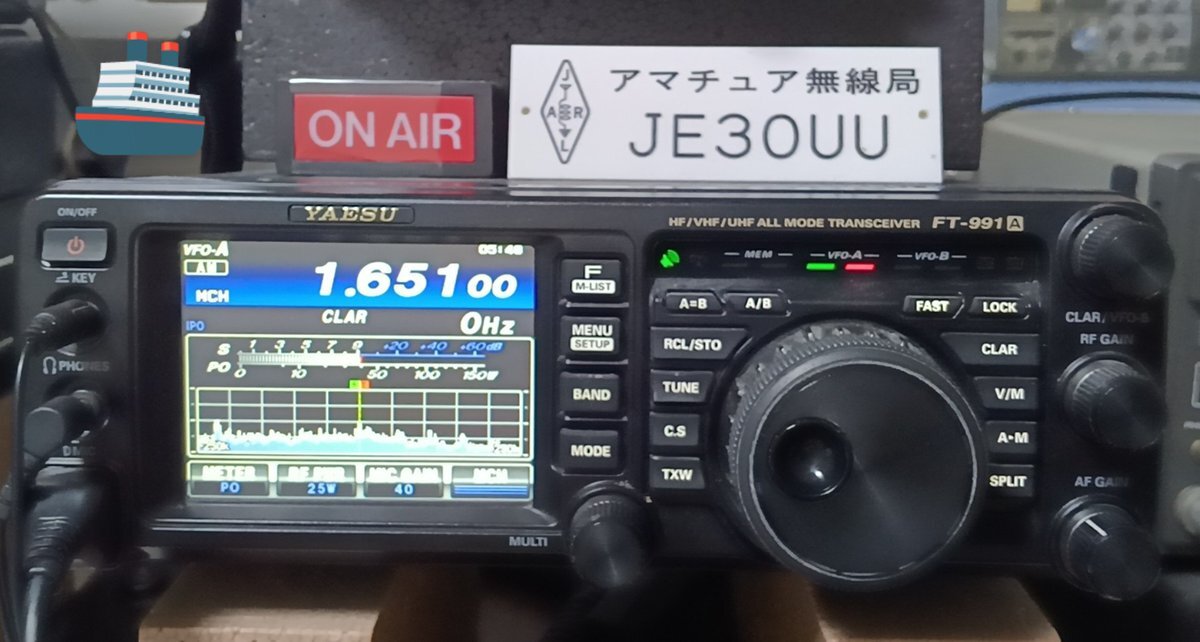 ON AIR
アマチュア無線局
JE3OUU
J
A R
L
ON/OFF
YAESU
HF/VHF/UHF ALL MODE TRANSCEIVER FT-991A
KEY
PHONES
VFO-A
AM
MCH
1.65100
IPO
CLAR
0Hz
S 1 3 5 7 9 +20 +40 +60dB
PO 0 10 50 100 150W
METER
PO
RF PWR
25W
MIC GAIN
40
MCH
F
M-LIST
MENU
SETUP
BAND
MODE
MULTI
MEM VFO-A VFO-B
A=B
A/B
FAST
LOCK
RCL/STO
TUNE
C.S
TXW
CLAR
V/M
A▸M
SPLIT
CLAR/VFO-B
RF GAIN
AF GAIN